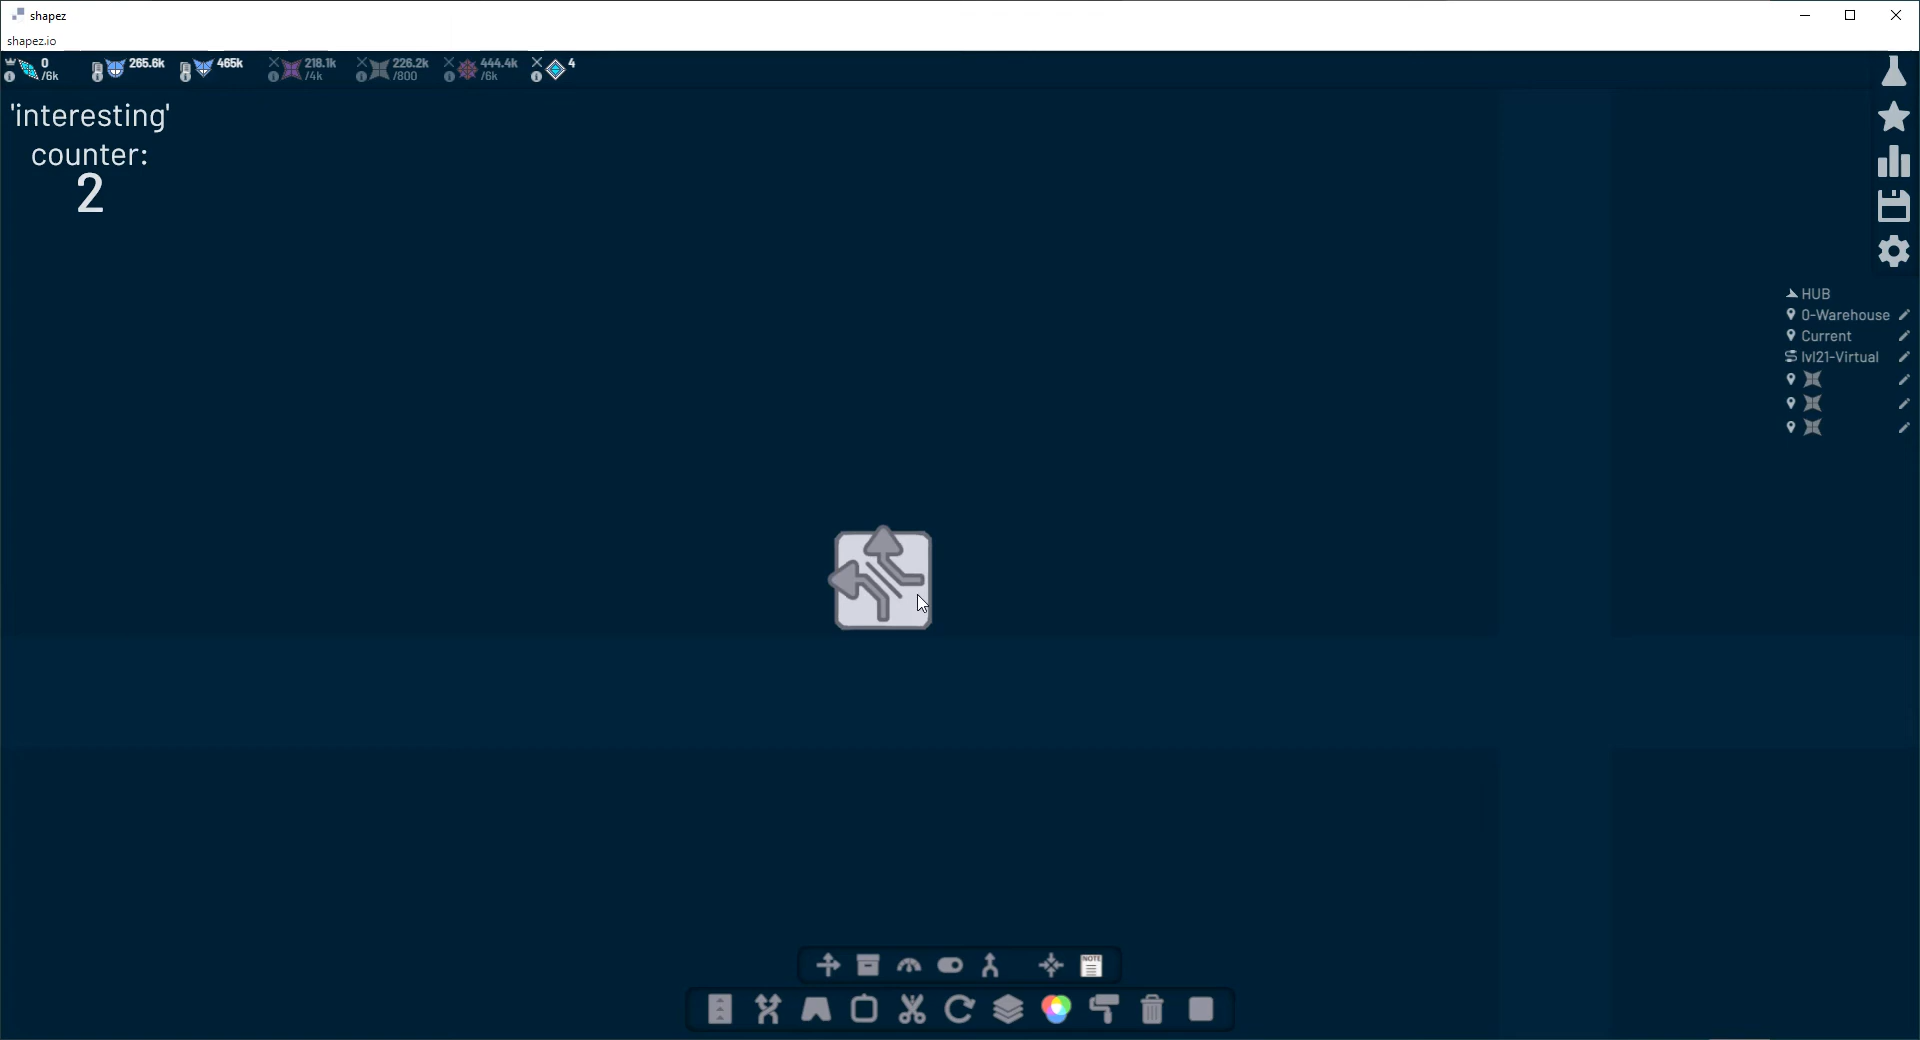 shapez
shapez.io
0
/6k
265.6k
465k
218.1k
/4k
226.2k
/800
444.4k
/6k
4
'interesting'
counter:
2
HUB
0-Warehouse
Current
lvl21-Virtual
NOTE